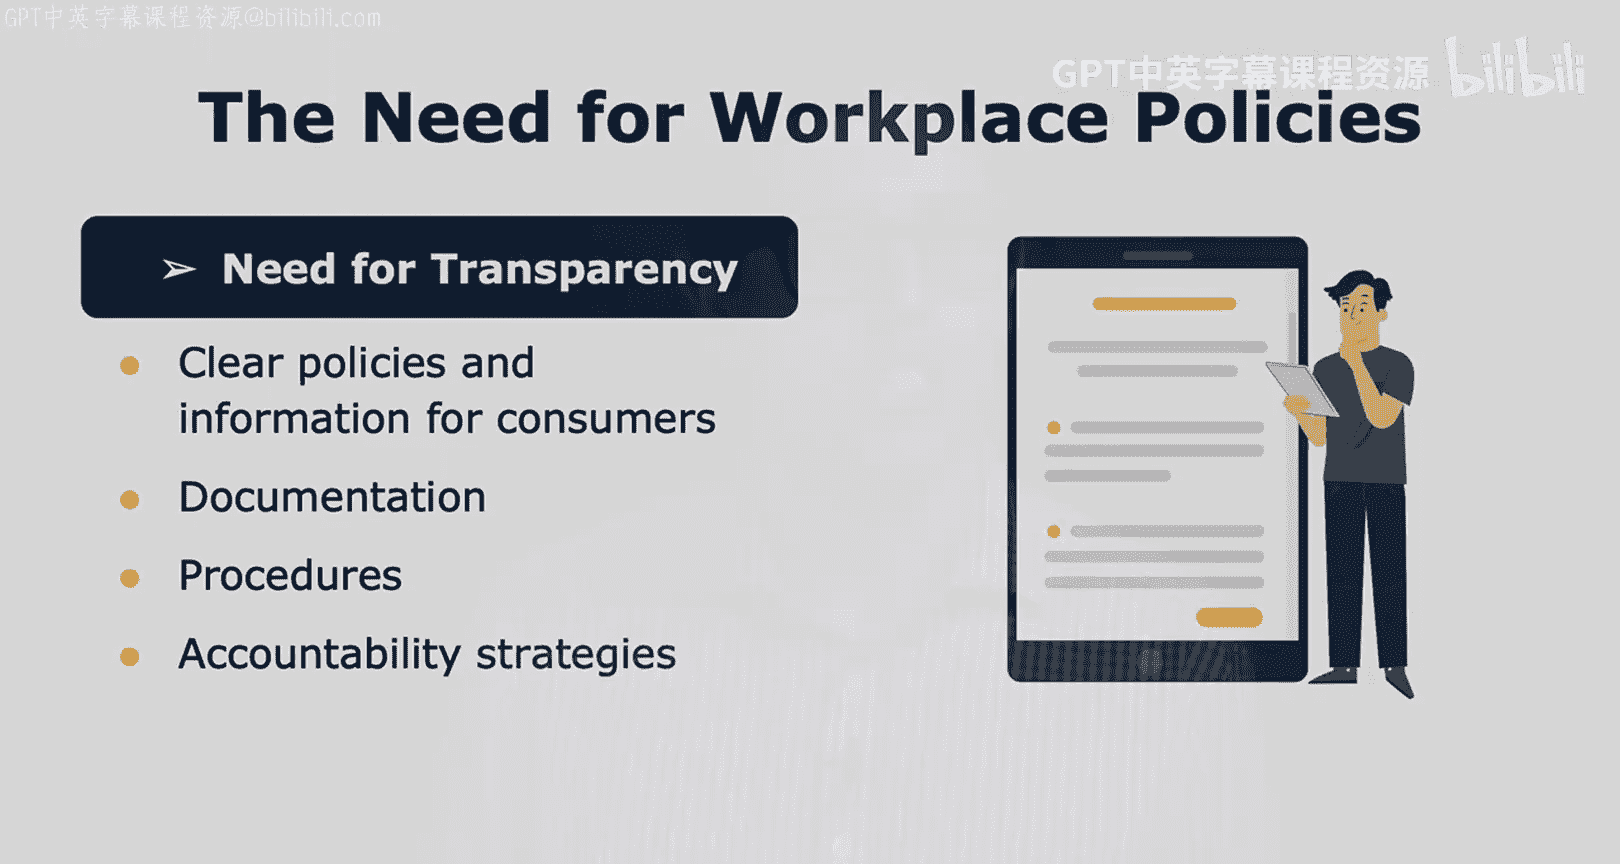 GPT中英字幕课程资源@bilibili.com
GPT中英字幕课程资源 bilibili
The Need for Workplace Policies
➢ Need for Transparency
• Clear policies and
information for consumers
• Documentation
• Procedures
• Accountability strategies